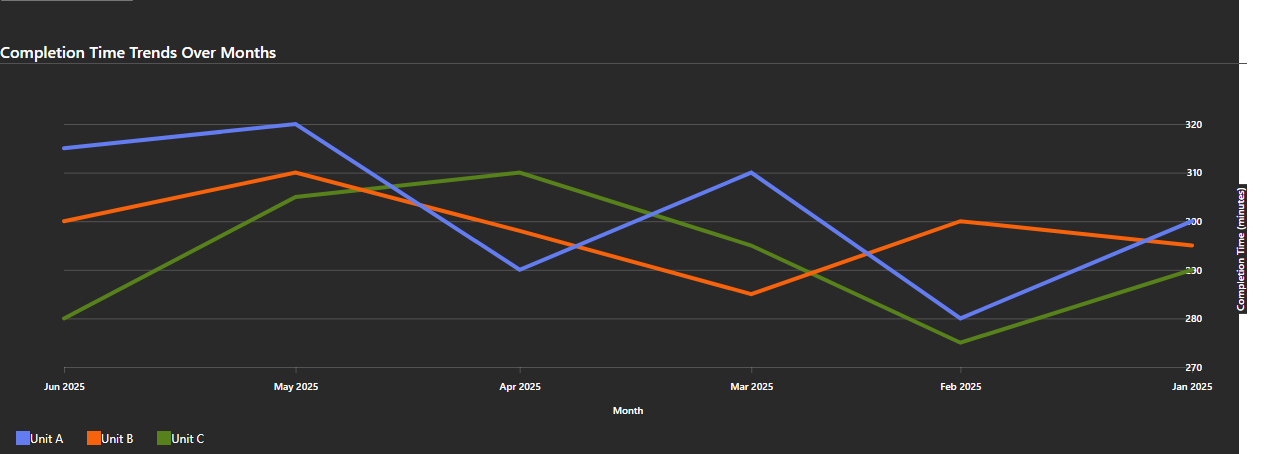 Completion Time Trends Over Months
320
310
300
290
280
270
Completion Time (minutes)
Jun 2025 May 2025 Apr 2025 Mar 2025 Feb 2025 Jan 2025
Month
Unit A Unit B Unit C